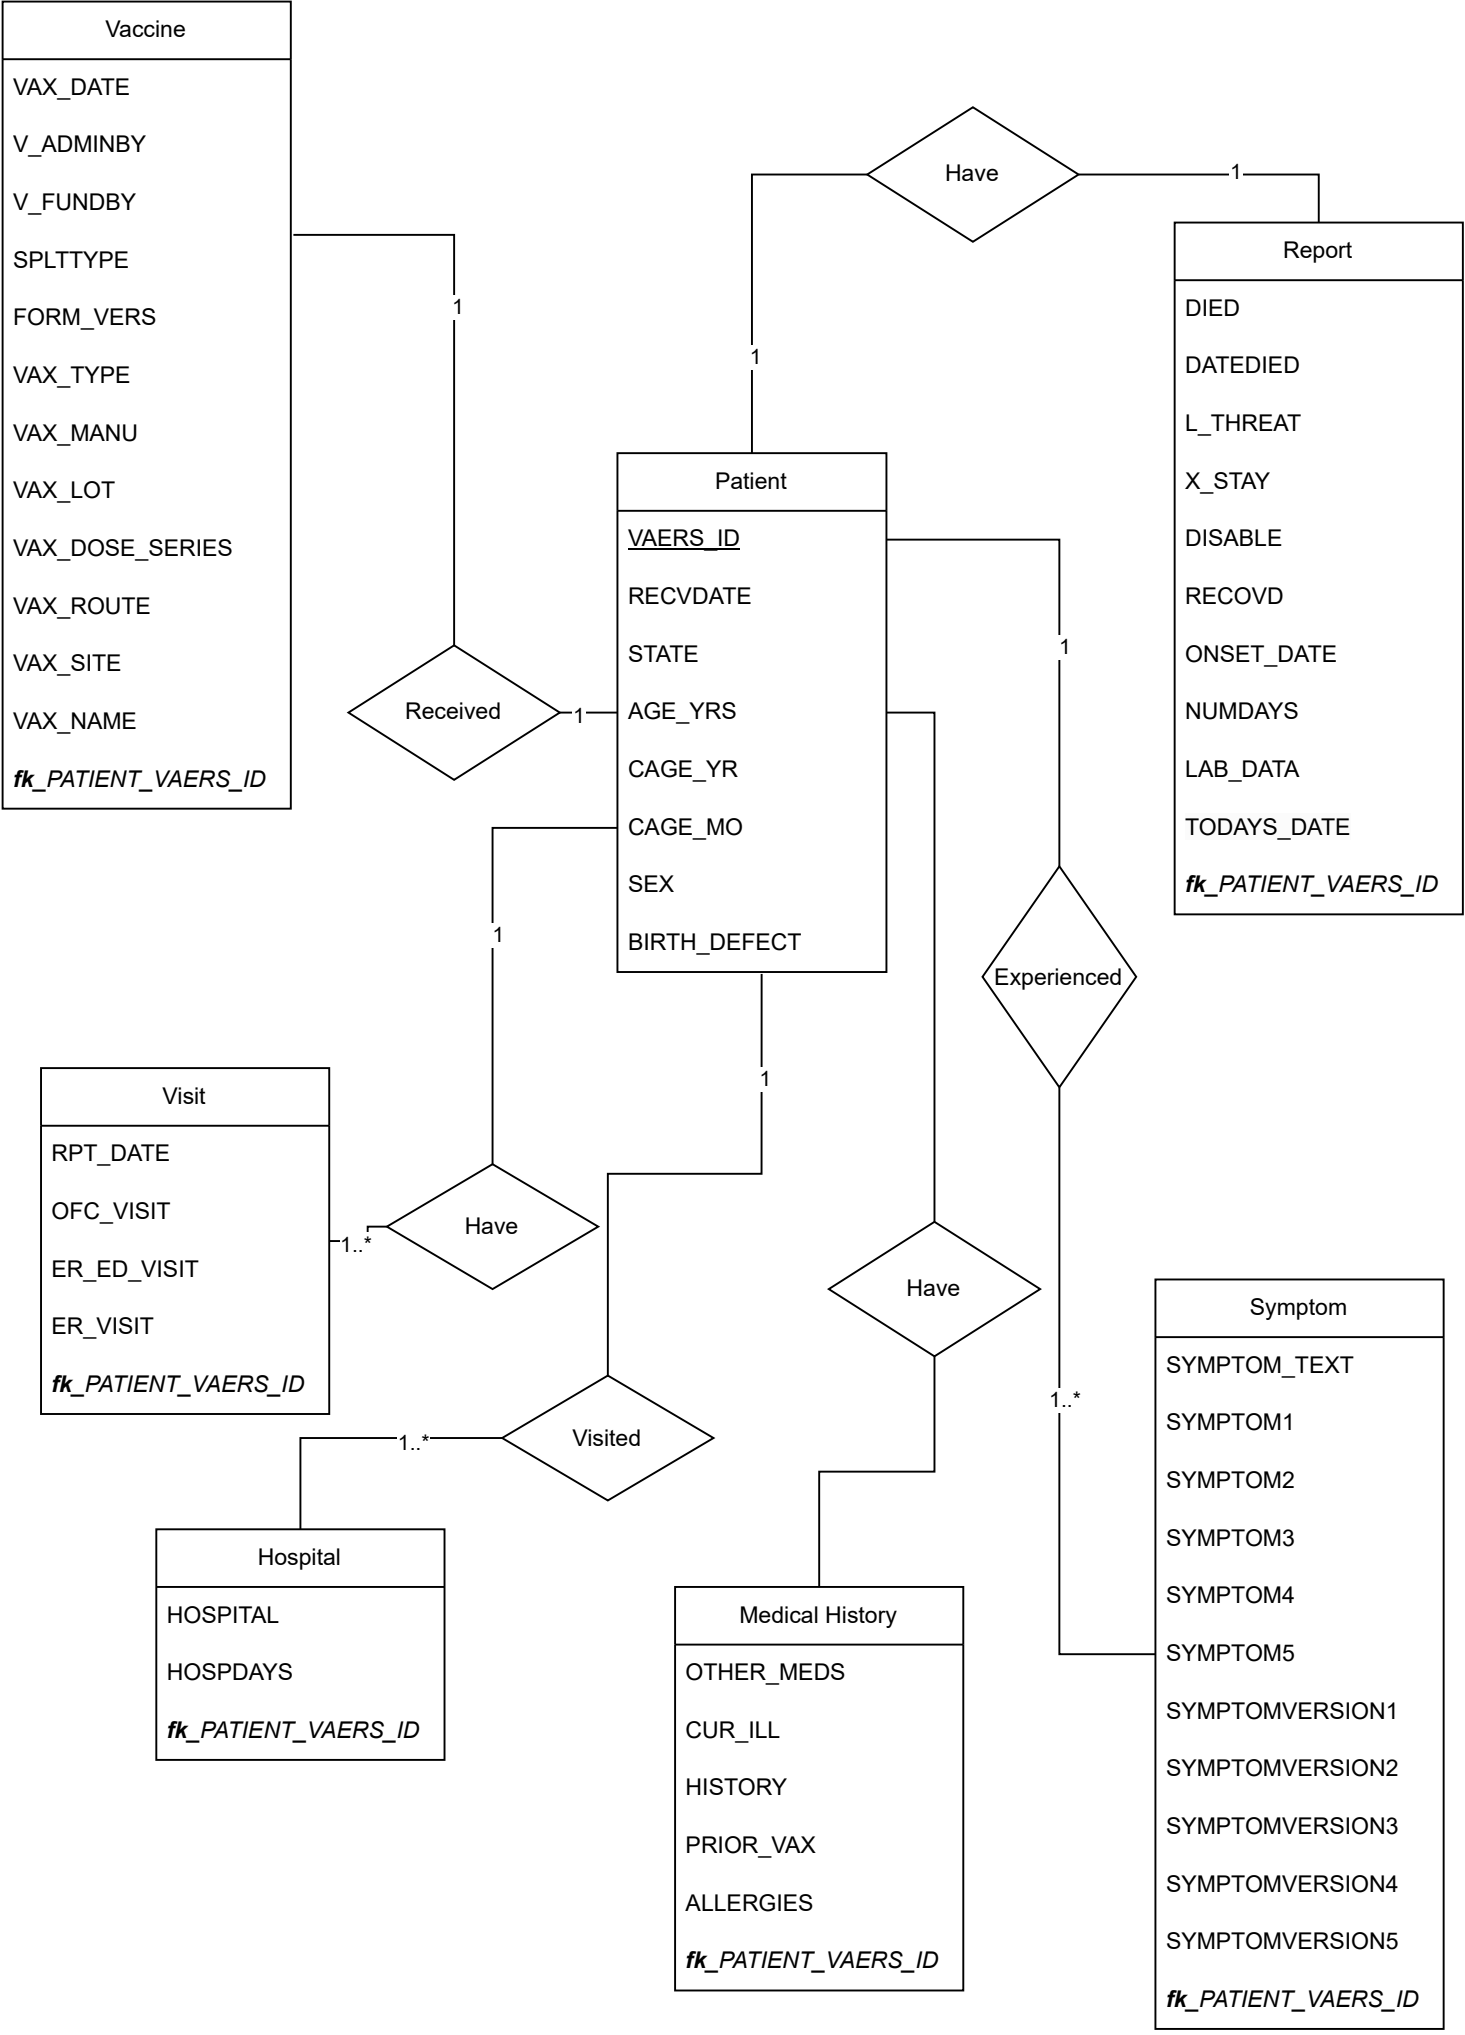 Vaccine
VAX_DATE
V_ADMINBY
V_FUNDBY
SPLTTYPE
FORM_VERS
VAX_TYPE
VAX_MANU
VAX_LOT
VAX_DOSE_SERIES
VAX_ROUTE
VAX_SITE
VAX_NAME
fk_PATIENT_VAERS_ID
1
Received
1
Have
1
1
Report
DIED
DATEDIED
L_THREAT
X_STAY
DISABLE
RECOVD
ONSET_DATE
NUMDAYS
LAB_DATA
TODAYS_DATE
fk_PATIENT_VAERS_ID
Patient
VAERS_ID
RECVDATE
STATE
AGE_YRS
CAGE_YR
CAGE_MO
SEX
BIRTH_DEFECT
1
Experienced
1..*
1
Have
1..*
Visit
RPT_DATE
OFC_VISIT
ER_ED_VISIT
ER_VISIT
fk_PATIENT_VAERS_ID
1
Visited
1..*
Hospital
HOSPITAL
HOSPDAYS
fk_PATIENT_VAERS_ID
Have
Medical History
OTHER_MEDS
CUR_ILL
HISTORY
PRIOR_VAX
ALLERGIES
fk_PATIENT_VAERS_ID
Symptom
SYMPTOM_TEXT
SYMPTOM1
SYMPTOM2
SYMPTOM3
SYMPTOM4
SYMPTOM5
SYMPTOMVERSION1
SYMPTOMVERSION2
SYMPTOMVERSION3
SYMPTOMVERSION4
SYMPTOMVERSION5
fk_PATIENT_VAERS_ID